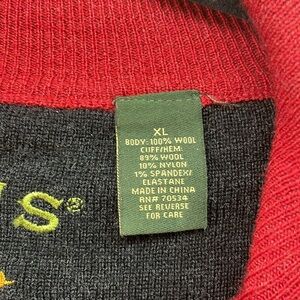 XL
BODY: 100% WOOL
CUFF/HEM:
89% WOOL
10% NYLON
1% SPANDEX/
ELASTANE
MADE IN CHINA
RN# 70534
SEE REVERSE
FOR CARE
IS®